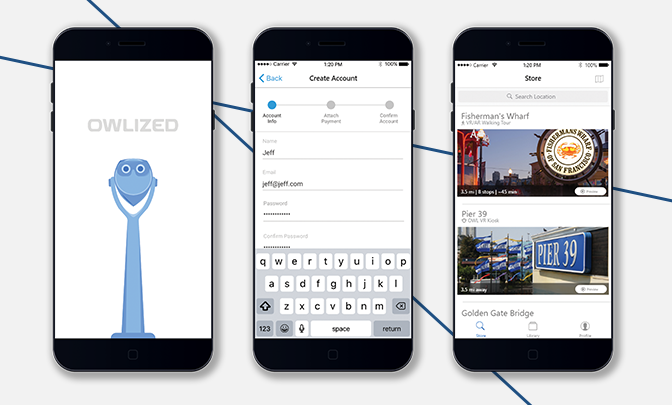 OWLIZED
Carrier 1:20 PM 100%
Back Create Account
Account Info
Attach Payment
Confirm Account
Name
Jeff
Email
jeff@jeff.com
Password
••••••••••••
Confirm Password
••••••••••••
q w e r t y u i o p
a s d f g h j k l
z x c v b n m
123 space return
Carrier 1:20 PM 100%
Store
Search Location
Fisherman's Wharf
VR/AR Walking Tour
FISHERMANS WHARF
OF SAN FRANCISCO
3.5 mi | 8 stops | ~45 min Preview
Pier 39
OWL VR Kiosk
PIER 39
3.5 mi away Preview
Golden Gate Bridge
Store Library Profile